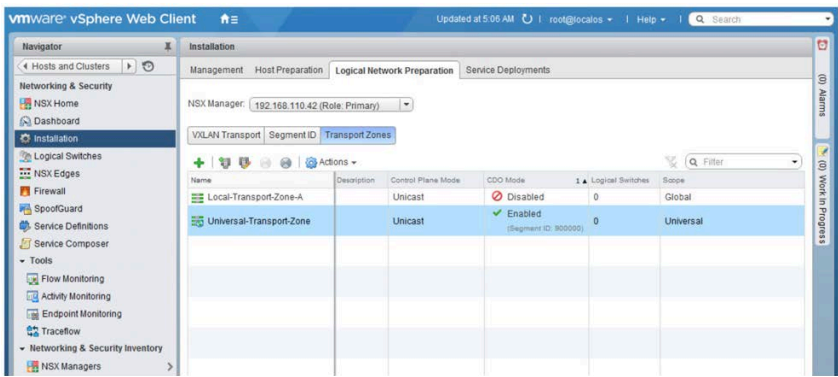 vmware® vSphere Web Client
Updated at 5:06 AM | root@localos | Help | Search
Navigator
Hosts and Clusters
Networking & Security
NSX Home
Dashboard
Installation
Logical Switches
NSX Edges
Firewall
SpoofGuard
Service Definitions
Service Composer
Tools
Flow Monitoring
Activity Monitoring
Endpoint Monitoring
Traceflow
Networking & Security Inventory
NSX Managers
Installation
Management Host Preparation Logical Network Preparation Service Deployments
NSX Manager: 192.168.110.42 (Role: Primary)
VXLAN Transport Segment ID Transport Zones
Actions Filter
Name Description Control Plane Mode CDO Mode 1 Logical Switches Scope
Local-Transport-Zone-A Unicast Disabled 0 Global
Universal-Transport-Zone Unicast Enabled 0 Universal
(Segment ID: 900000)
(0) Alarms
(0) Work In Progress